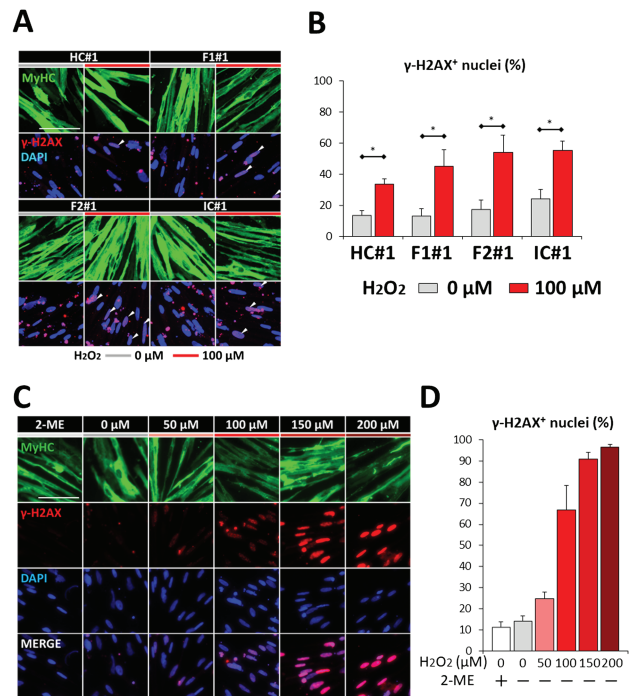 A
HC#1 F1#1
MyHC
γ-H2AX
DAPI
F2#1 IC#1
H2O2 0 μM 100 μM
B
γ-H2AX+ nuclei (%)
100
80
60
40
20
0
* * * *
HC#1 F1#1 F2#1 IC#1
H2O2 0 μM 100 μM
C
2-ME 0 μM 50 μM 100 μM 150 μM 200 μM
MyHC
γ-H2AX
DAPI
MERGE
D
γ-H2AX+ nuclei (%)
100
90
80
70
60
50
40
30
20
10
0
H2O2 (μM) 0 0 50 100 150 200
2-ME + − − − − −